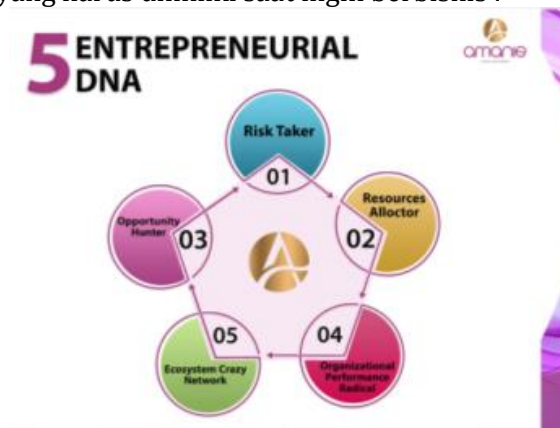 5 ENTREPRENEURIAL
DNA
amanie
Risk Taker
01
Resources
Alloctor
02
Opportunity
Hunter
03
Organizational
Performance
Radical
04
Ecosystem Crazy
Network
05